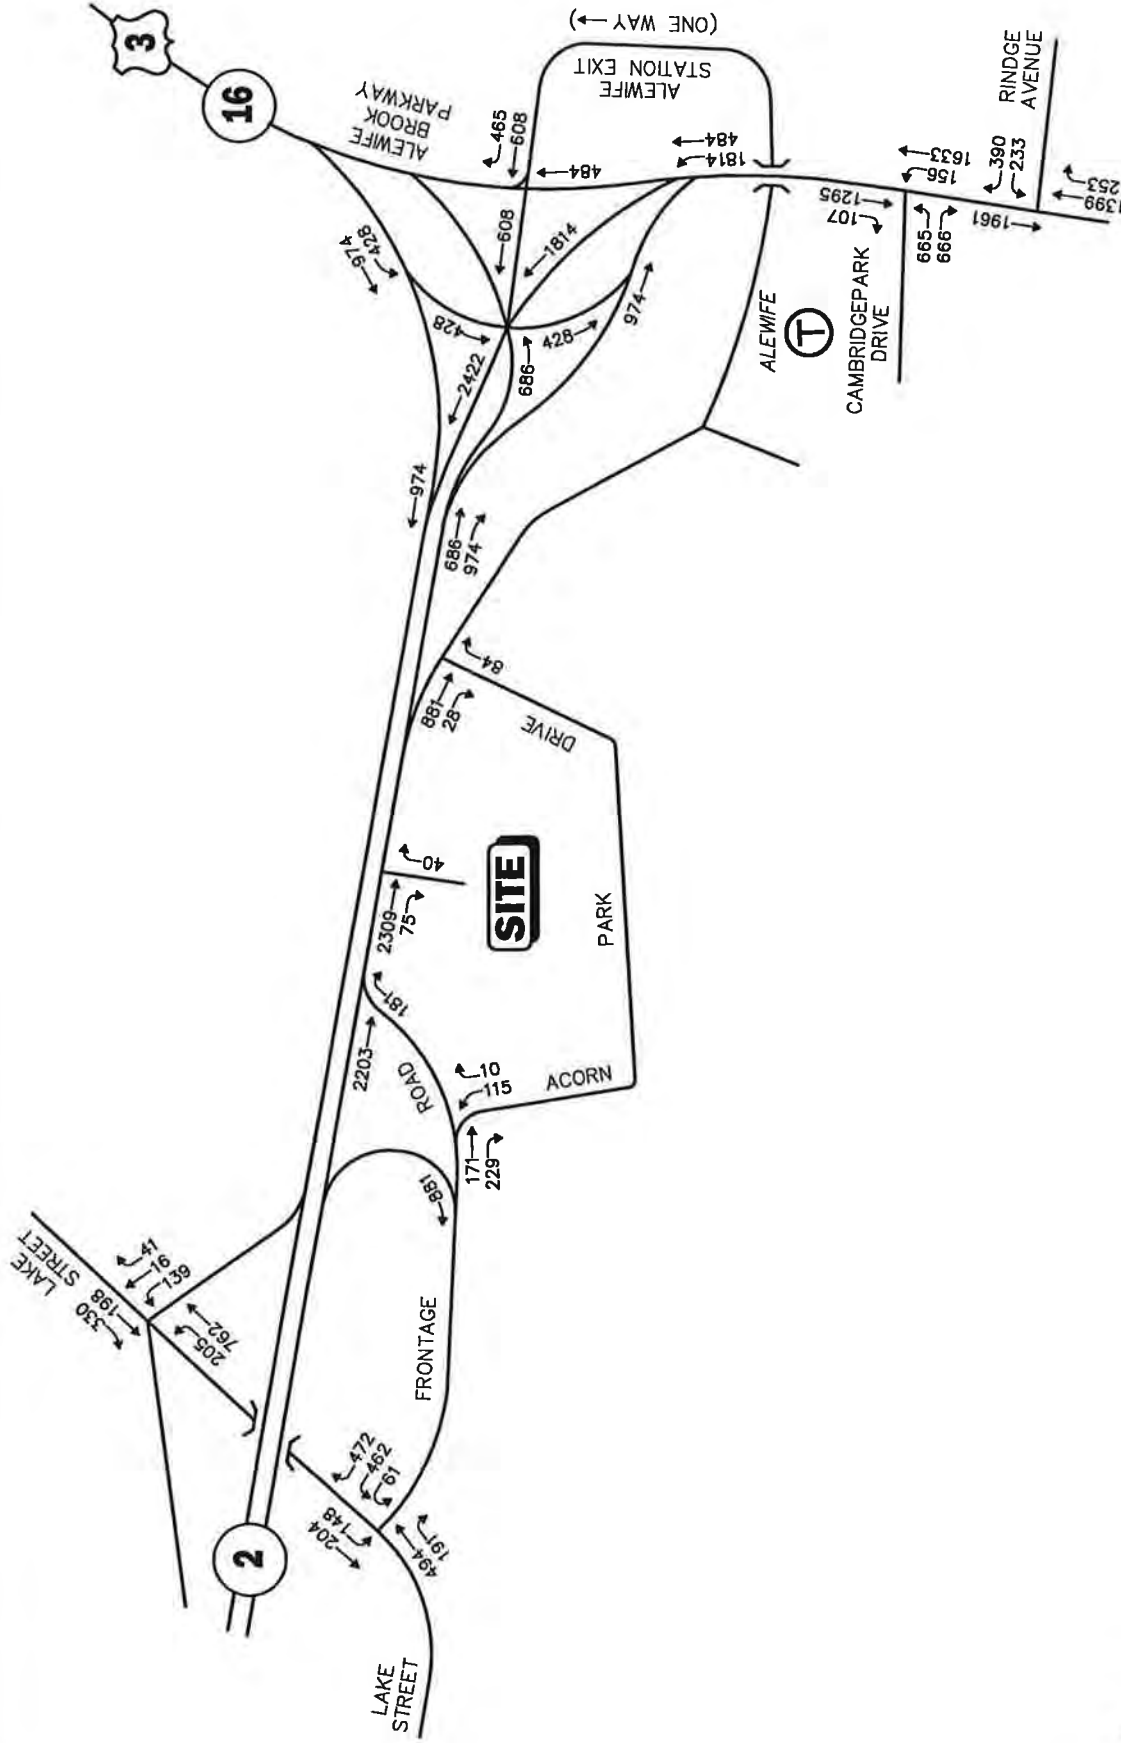 3
16
ALEWIFE
BROOK
PARKWAY
(ONE WAY →)
ALEWIFE
STATION EXIT
RINDGE
AVENUE
465
608
484
1814
484
608
1814
974
428
428
428
974
686
2422
974
686
974
1295
107
156
1633
665
666
1961
390
233
1399
253
ALEWIFE
T
CAMBRIDGEPARK
DRIVE
881
28
84
DRIVE
PARK
ACORN
SITE
2309
75
40
2203
181
ROAD
10
115
171
229
881
FRONTAGE
LAKE
STREET
330
198
41
16
139
205
762
2
472
462
61
204
148
494
191
LAKE
STREET